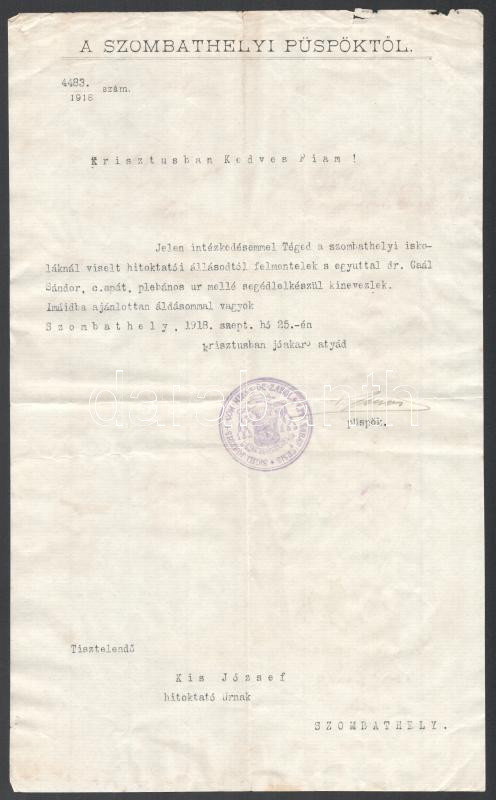 A SZOMBATHELYI PÜSPÖKTŐL.
4483.
1918 szám.
Krisztusban Kedves Fiam !
Jelen intézkedésemmel Téged a szombathelyi isko-
láknál viselt hitoktatói állásodtól felmentelek s egyuttal dr. Gaál
Sándor, c.apát, plebános ur mellé segédlelkészül kinevezlek.
Imáidba ajánlottan áldásommal vagyok
Szombathely, 1918. szept. hó 25.-én
krisztusban jóakaro atyád
püspök.
darabanth
Tisztelendő
Kis József
hitoktató Úrnak
SZOMBATHELY.